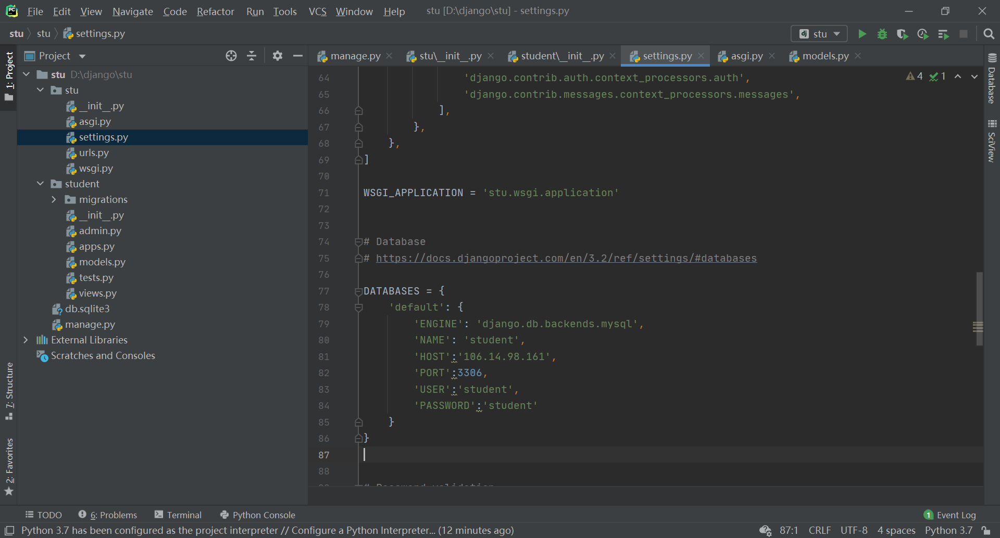 File Edit View Navigate Code Refactor Run Tools VCS Window Help stu [D:\django\stu] - settings.py
stu stu settings.py
stu
1: Project
Project
stu D:\django\stu
stu
__init__.py
asgi.py
settings.py
urls.py
wsgi.py
student
migrations
__init__.py
admin.py
apps.py
models.py
tests.py
views.py
db.sqlite3
manage.py
External Libraries
Scratches and Consoles
7: Structure
2: Favorites
manage.py stu\__init__.py student\__init__.py settings.py asgi.py models.py
4 1
64 'django.contrib.auth.context_processors.auth',
65 'django.contrib.messages.context_processors.messages',
66 ],
67 },
68 },
69 ]
70
71 WSGI_APPLICATION = 'stu.wsgi.application'
72
73
74 # Database
75 # https://docs.djangoproject.com/en/3.2/ref/settings/#databases
76
77 DATABASES = {
78 'default': {
79 'ENGINE': 'django.db.backends.mysql',
80 'NAME': 'student',
81 'HOST':'106.14.98.161',
82 'PORT':3306,
83 'USER':'student',
84 'PASSWORD':'student'
85 }
86 }
87
88
Database
SciView
TODO 6: Problems Terminal Python Console 1 Event Log
Python 3.7 has been configured as the project interpreter // Configure a Python Interpreter... (12 minutes ago) 87:1 CRLF UTF-8 4 spaces Python 3.7